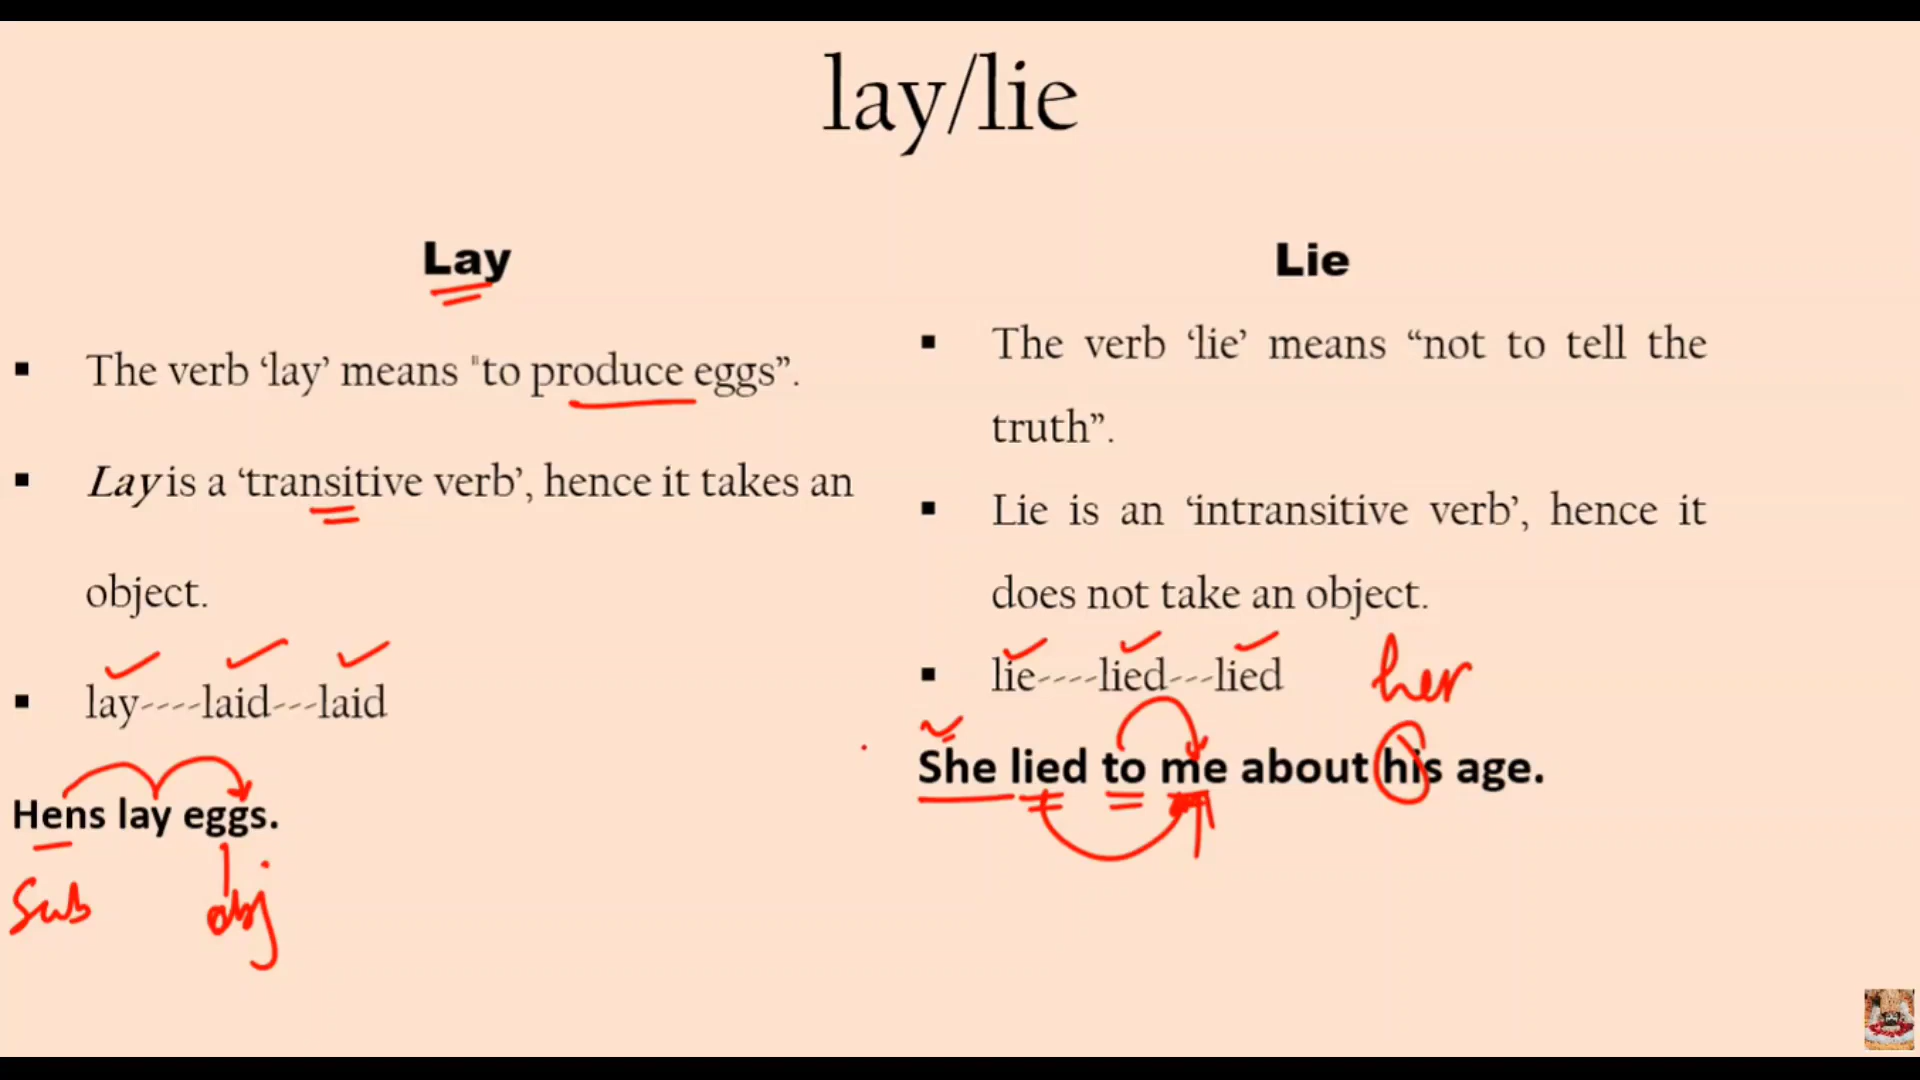 lay/lie
Lay
▪ The verb ‘lay’ means "to produce eggs”.
▪ Lay is a ‘transitive verb’, hence it takes an
object.
▪ lay----laid---laid
Hens lay eggs.
Sub obj
Lie
▪ The verb ‘lie’ means “not to tell the
truth”.
▪ Lie is an ‘intransitive verb’, hence it
does not take an object.
▪ lie----lied---lied
her
She lied to me about his age.